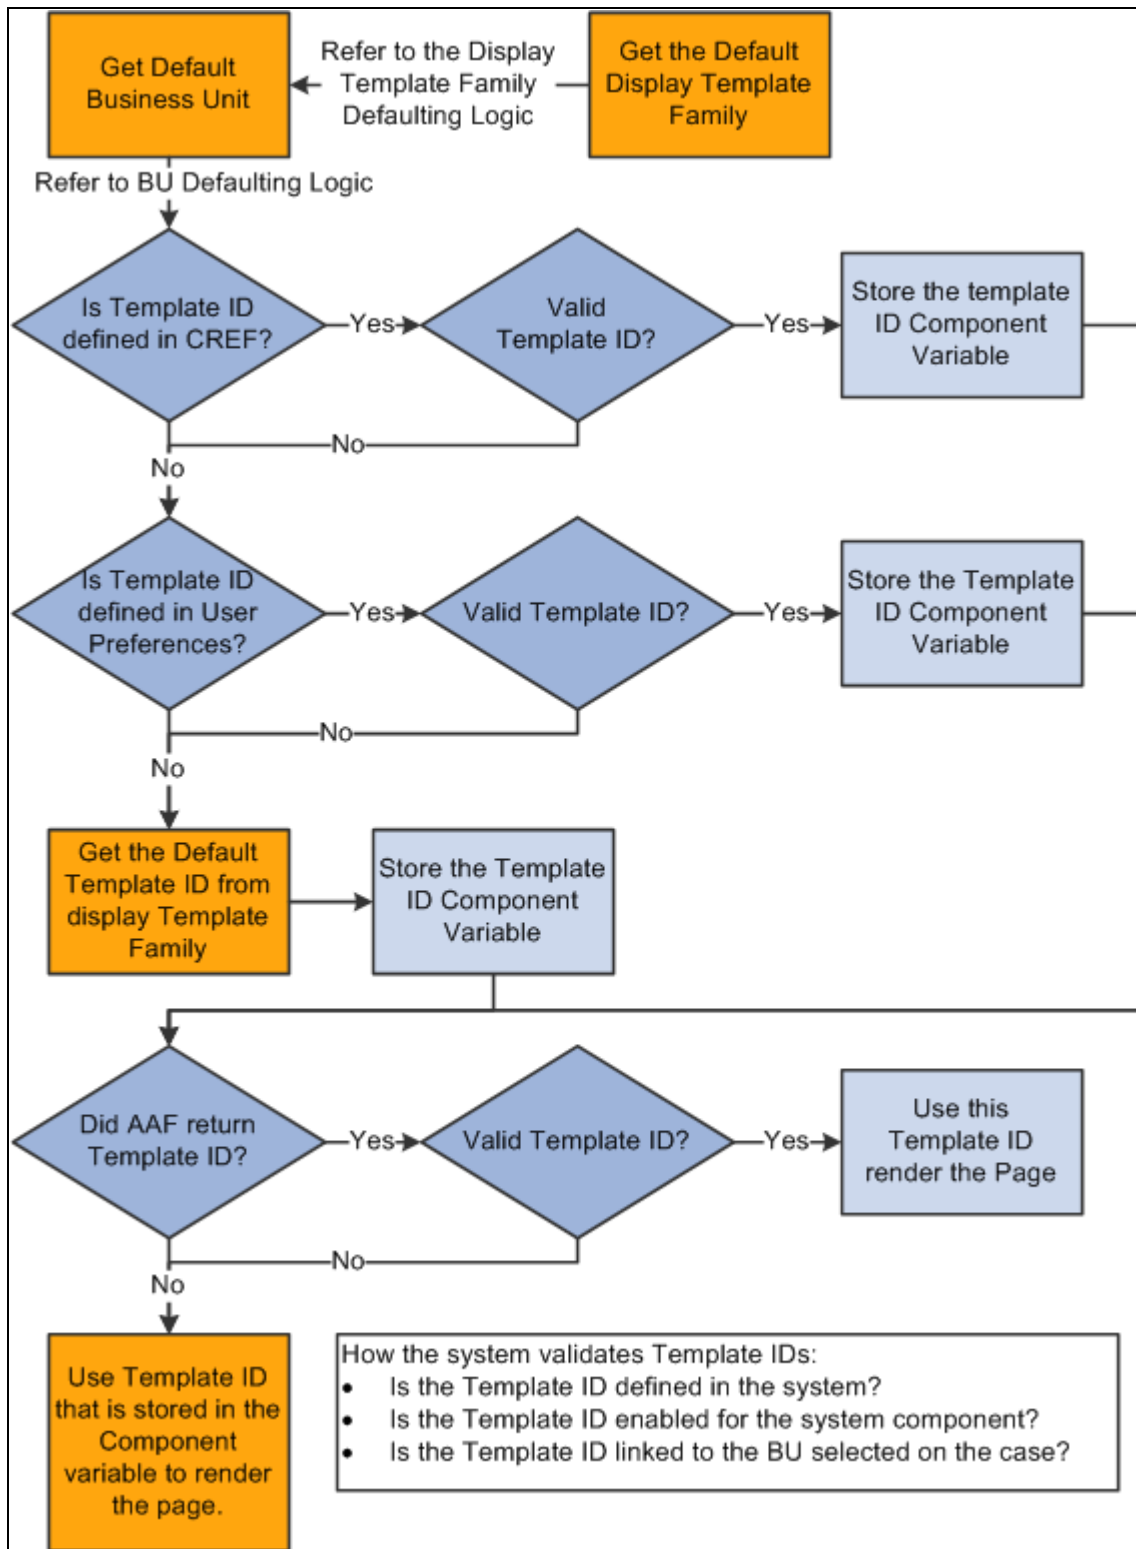 Get Default
Business Unit
Refer to the Display
Template Family
Defaulting Logic
Get the Default
Display Template
Family
Refer to BU Defaulting Logic
Is Template ID
defined in CREF?
Yes
Valid
Template ID?
Yes
Store the template
ID Component
Variable
No
No
Is Template ID
defined in User
Preferences?
Yes
Valid Template ID?
Yes
Store the Template
ID Component
Variable
No
No
Get the Default
Template ID from
display Template
Family
Store the Template
ID Component
Variable
Did AAF return
Template ID?
Yes
Valid Template ID?
Yes
Use this
Template ID
render the Page
No
No
Use Template ID
that is stored in the
Component
variable to render
the page.
How the system validates Template IDs:
• Is the Template ID defined in the system?
• Is the Template ID enabled for the system component?
• Is the Template ID linked to the BU selected on the case?